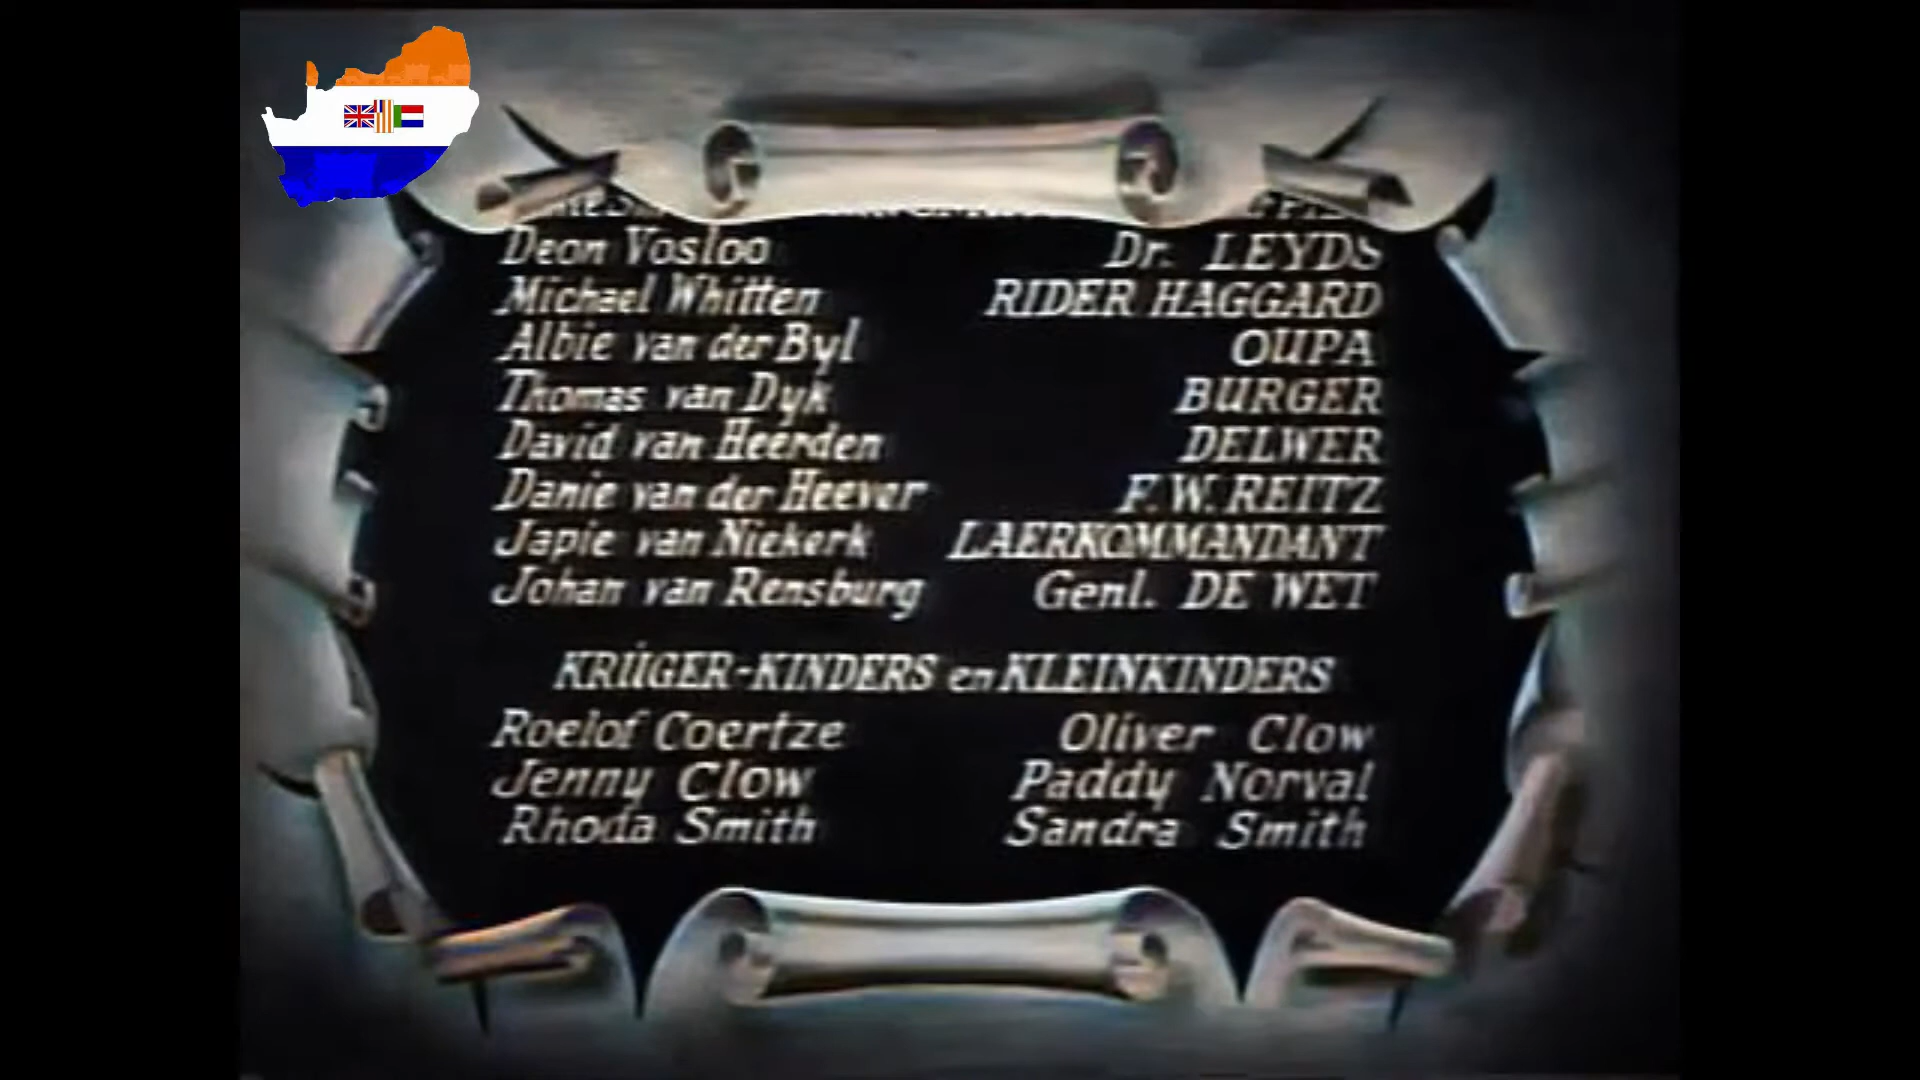 Deon Vosloo Dr. LEYDS
Michael Whitten RIDER HAGGARD
Albie van der Byl OUPA
Thomas van Dyk BURGER
David van Heerden DELWER
Danie van der Heever F.W. REITZ
Japie van Niekerk LAERKOMMANDANT
Johan van Rensburg Genl. DE WET
KRÜGER-KINDERS en KLEINKINDERS
Roelof Coertze Oliver Clow
Jenny Clow Paddy Norval
Rhoda Smith Sandra Smith